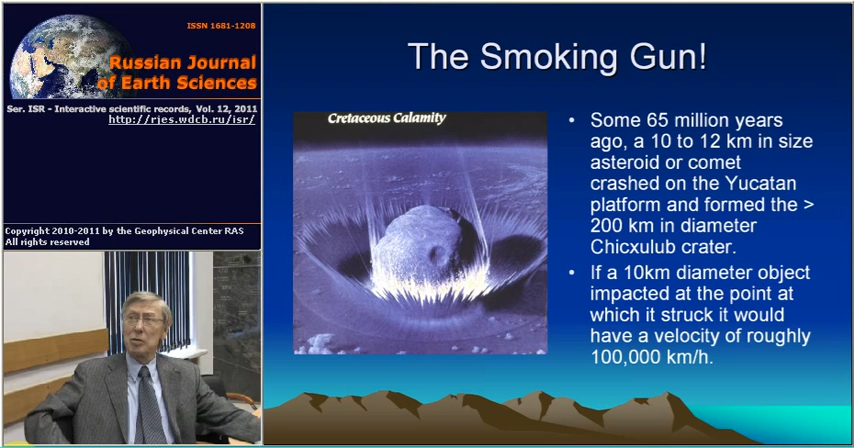 ISSN 1681-1208
Russian Journal
of Earth Sciences
Ser. ISR - Interactive scientific records, Vol. 12, 2011
http://rjes.wdcb.ru/isr/
Copyright 2010-2011 by the Geophysical Center RAS
All rights reserved
The Smoking Gun!
Cretaceous Calamity
• Some 65 million years
ago, a 10 to 12 km in size
asteroid or comet
crashed on the Yucatan
platform and formed the >
200 km in diameter
Chicxulub crater.
• If a 10km diameter object
impacted at the point at
which it struck it would
have a velocity of roughly
100,000 km/h.